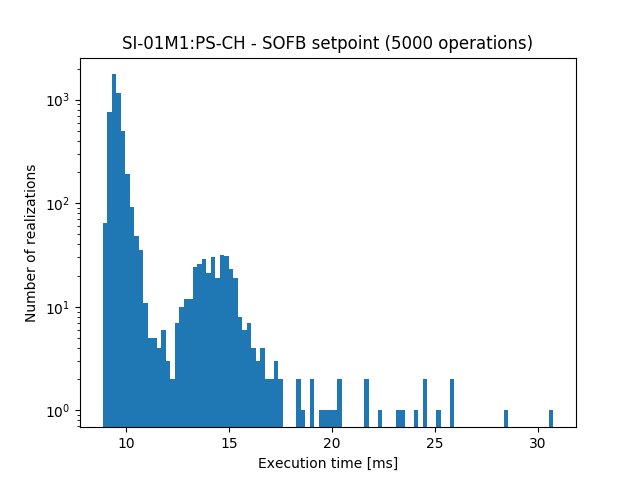 SI-01M1:PS-CH - SOFB setpoint (5000 operations)
Number of realizations
10³
10²
10¹
10⁰
10 15 20 25 30
Execution time [ms]